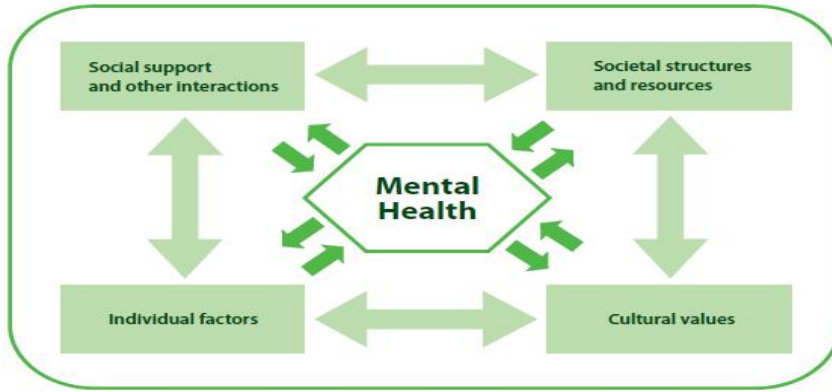 Social support
and other interactions
Societal structures
and resources
Mental
Health
Individual factors
Cultural values